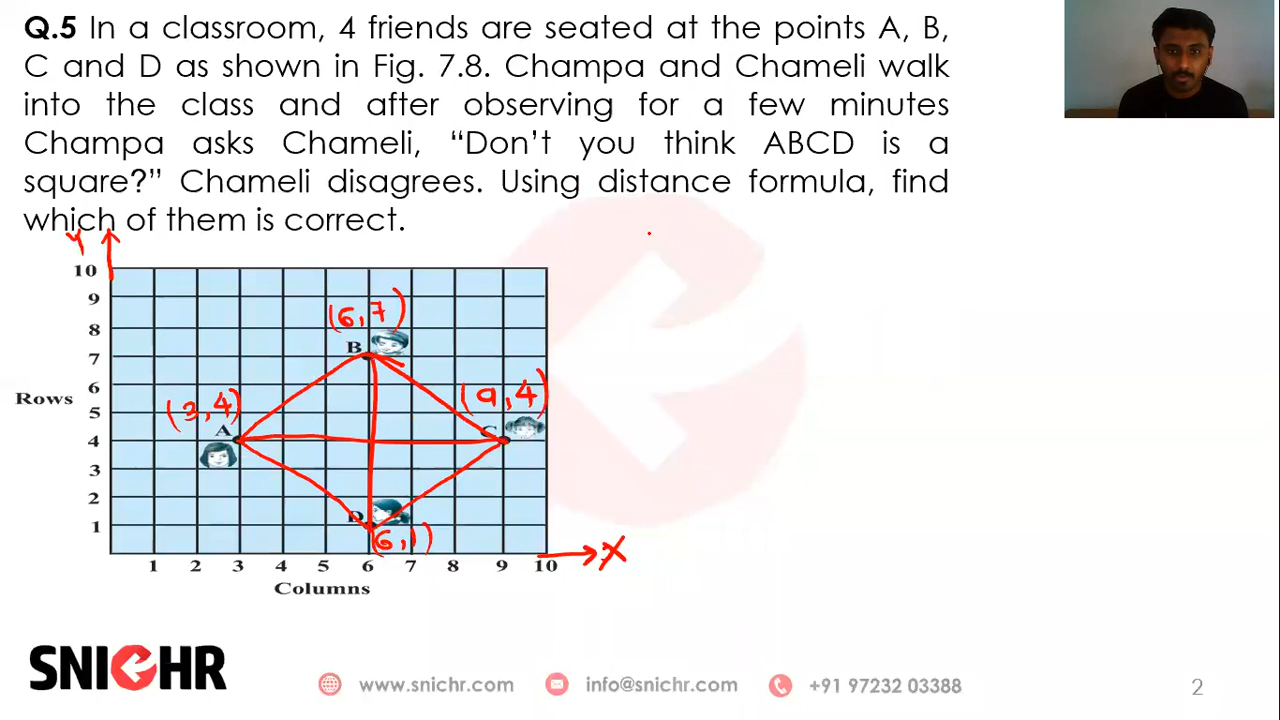 Q.5 In a classroom, 4 friends are seated at the points A, B,
C and D as shown in Fig. 7.8. Champa and Chameli walk
into the class and after observing for a few minutes
Champa asks Chameli, “Don’t you think ABCD is a
square?” Chameli disagrees. Using distance formula, find
which of them is correct.
Y
10
9
(6,7)
8
B
7
6
Rows
(3,4)
(9,4)
5
A
C
4
3
2
D
1
(6,1)
X
1 2 3 4 5 6 7 8 9 10
Columns
SNICHR
www.snichr.com info@snichr.com +91 97232 03388 2